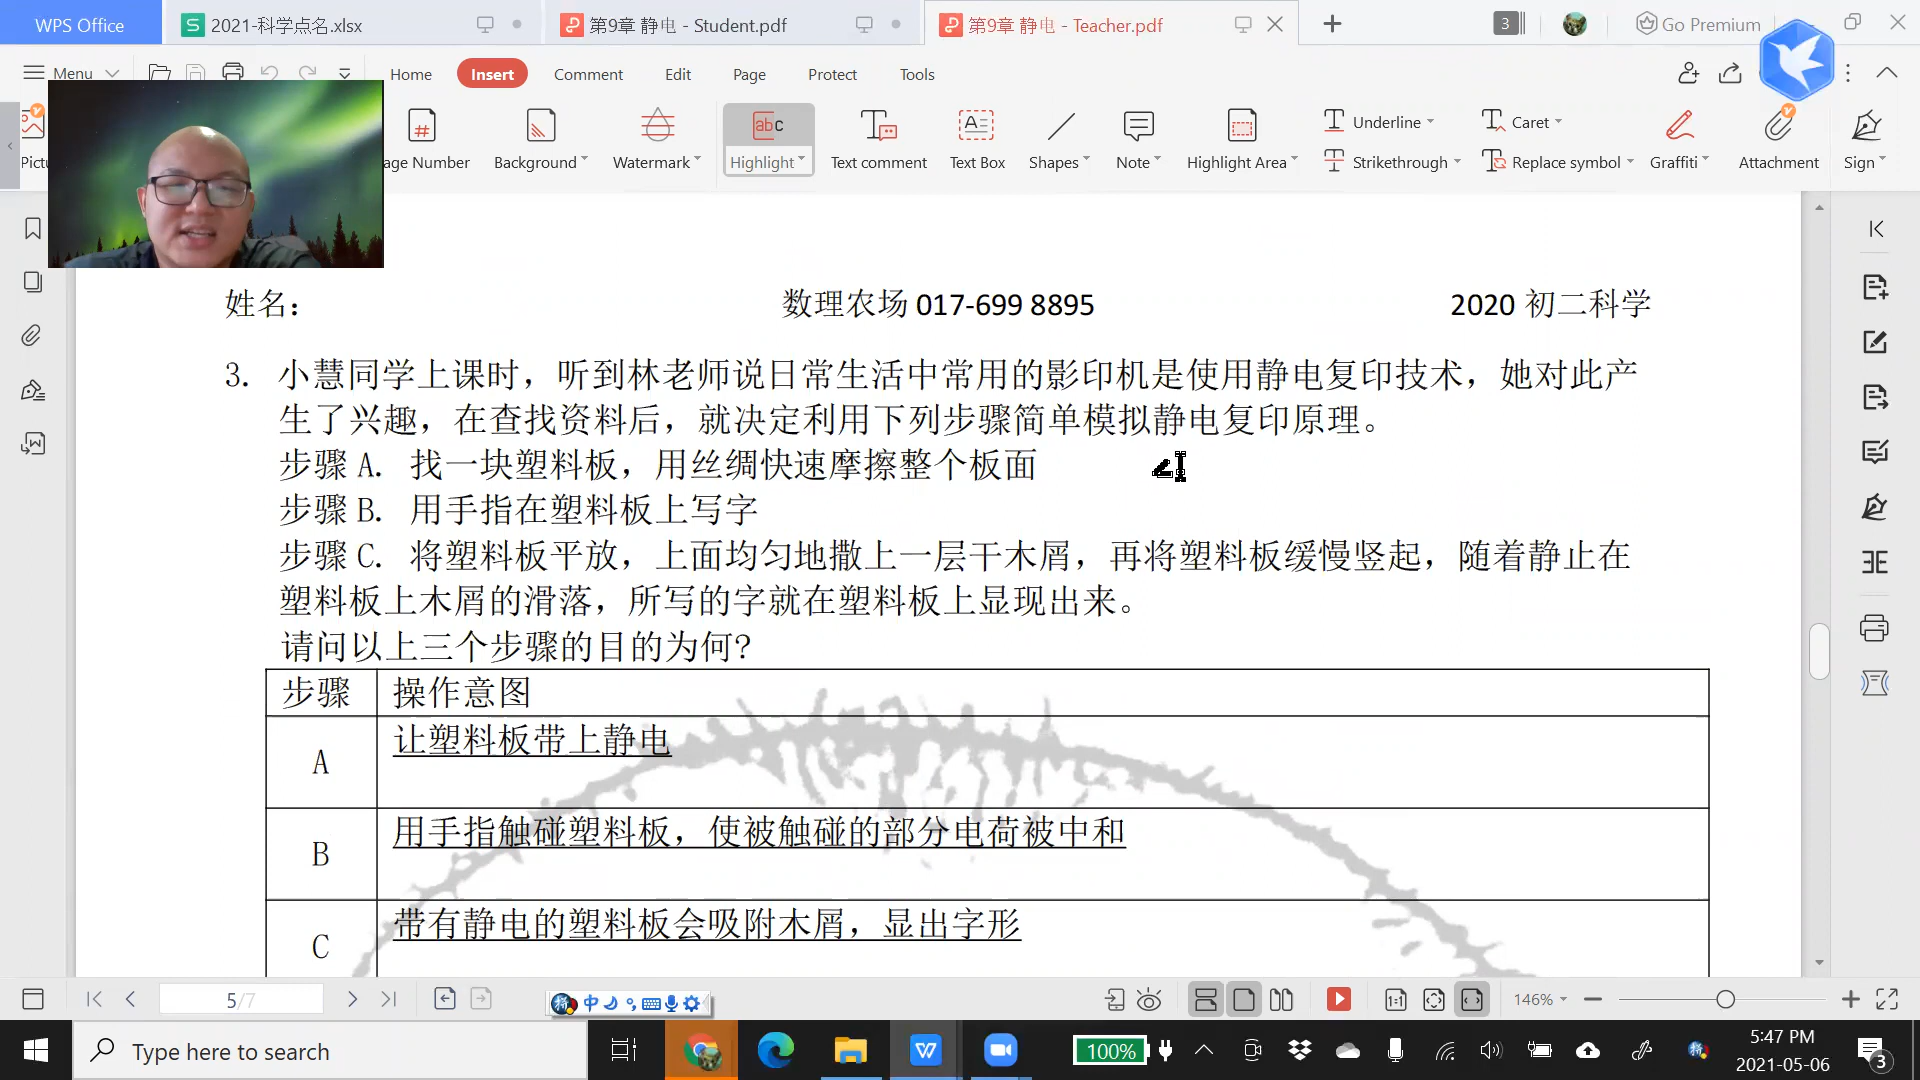 WPS Office
2021-科学点名.xlsx
第9章 静电 - Student.pdf
第9章 静电 - Teacher.pdf
3
Go Premium
Menu
Home
Insert
Comment
Edit
Page
Protect
Tools
Background
Watermark
Highlight
Text comment
Text Box
Shapes
Note
Highlight Area
Underline
Strikethrough
Caret
Replace symbol
Graffiti
Attachment
Sign
姓名：
数理农场 017-699 8895
2020 初二科学
3. 小慧同学上课时，听到林老师说日常生活中常用的影印机是使用静电复印技术，她对此产
生了兴趣，在查找资料后，就决定利用下列步骤简单模拟静电复印原理。
步骤 A. 找一块塑料板，用丝绸快速摩擦整个板面
步骤 B. 用手指在塑料板上写字
步骤 C. 将塑料板平放，上面均匀地撒上一层干木屑，再将塑料板缓慢竖起，随着静止在
塑料板上木屑的滑落，所写的字就在塑料板上显现出来。
请问以上三个步骤的目的为何?
步骤 操作意图
A 让塑料板带上静电
B 用手指触碰塑料板，使被触碰的部分电荷被中和
C 带有静电的塑料板会吸附木屑，显出字形
5/7
中
146%
Type here to search
100%
5:47 PM
2021-05-06
3